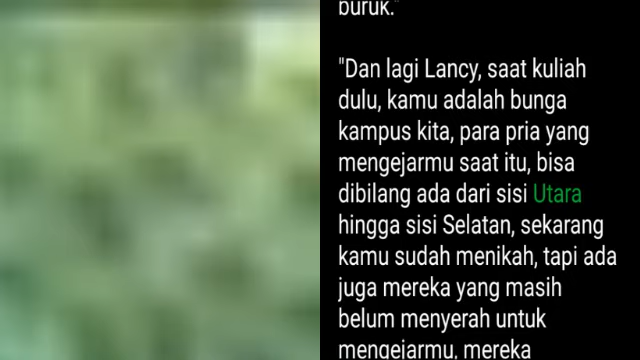 buruk."
"Dan lagi Lancy, saat kuliah
dulu, kamu adalah bunga
kampus kita, para pria yang
mengejarmu saat itu, bisa
dibilang ada dari sisi Utara
hingga sisi Selatan, sekarang
kamu sudah menikah, tapi ada
juga mereka yang masih
belum menyerah untuk
mengejarmu, mereka